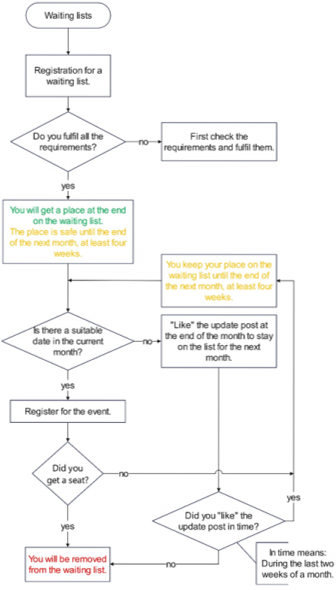 Waiting lists
Registration for a
waiting list.
Do you fulfil all the
requirements?
no
First check the
requirements and fulfil them.
yes
You will get a place at the end
on the waiting list.
The place is safe until the end
of the next month, at least four
weeks.
You keep your place on the
waiting list until the end of
the next month, at least four
weeks.
Is there a suitable
date in the current
month?
no
"Like" the update post at
the end of the month to stay
on the list for the next
month.
yes
Register for the event.
Did you
get a seat?
no
yes
Did you "like" the
update post in time?
yes
You will be removed
from the waiting list.
no
In time means:
During the last two
weeks of a month.